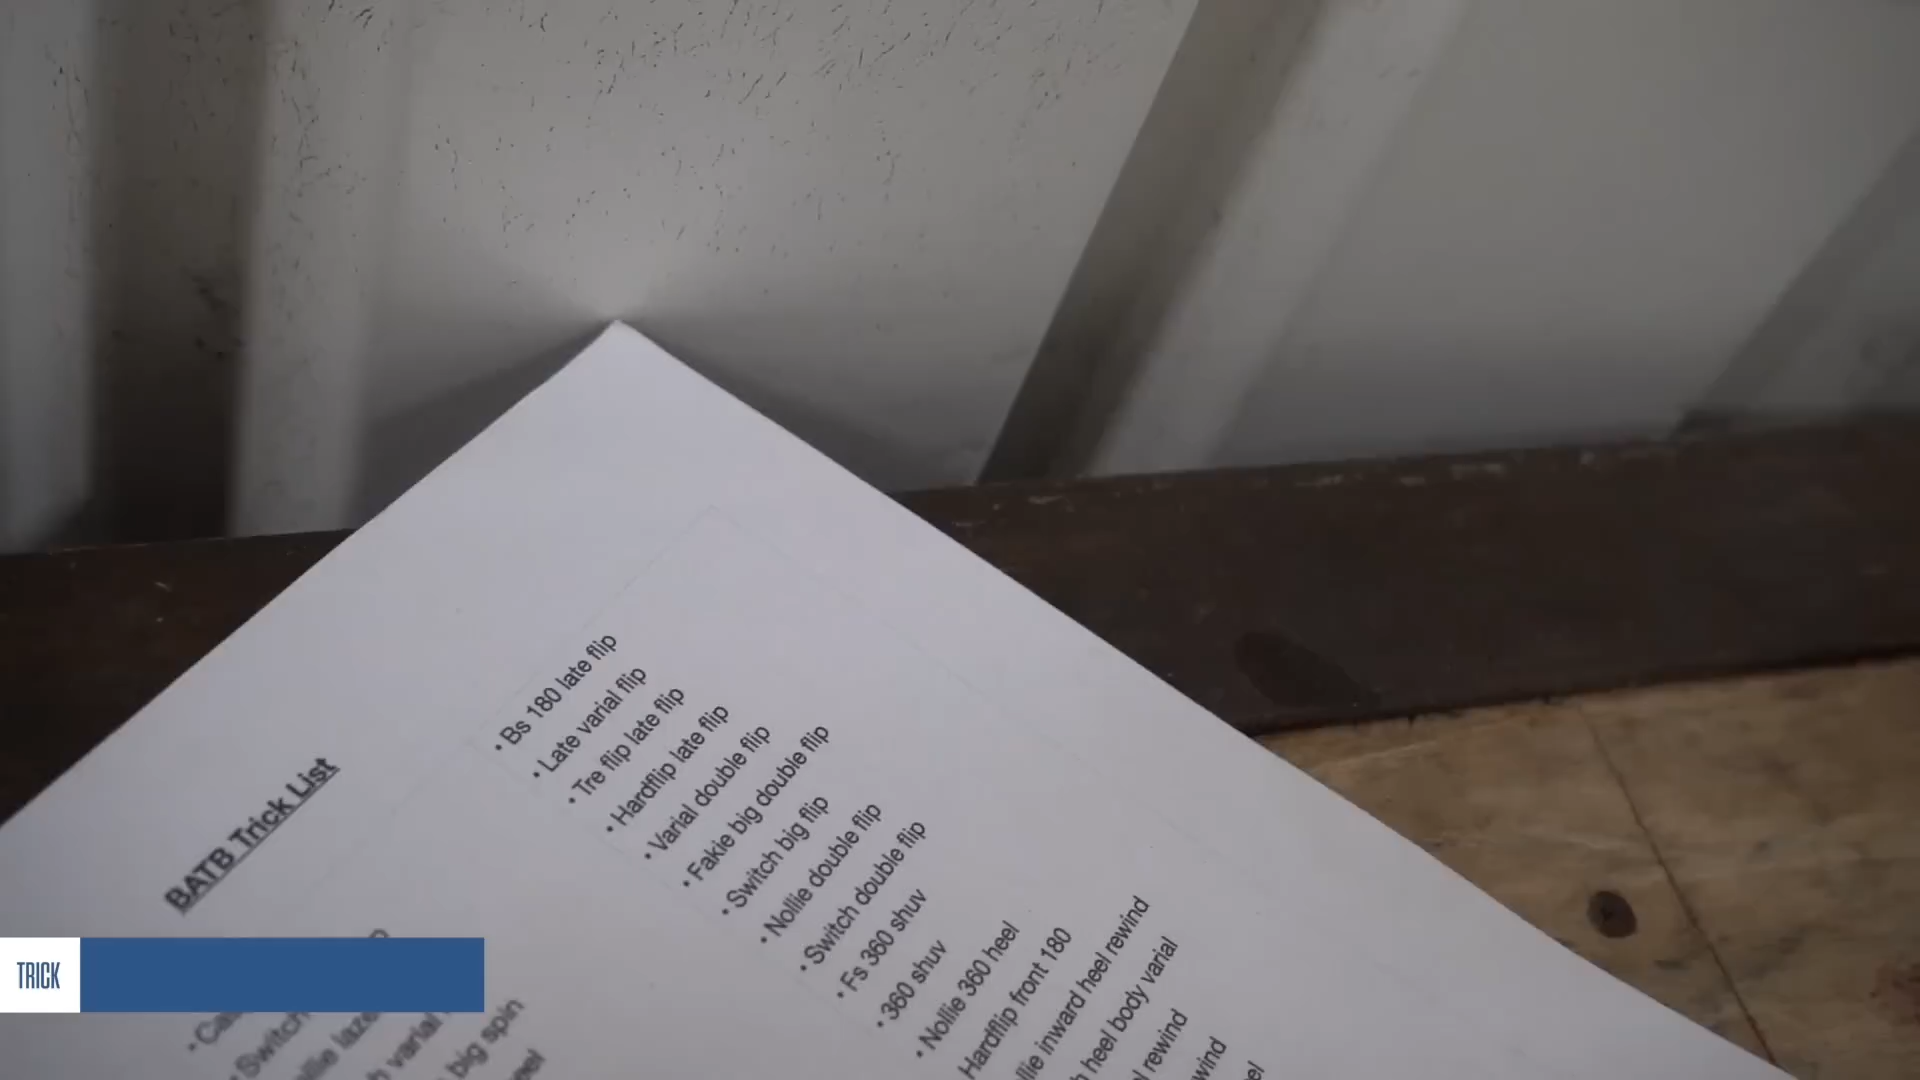 BATB Trick List
• Switch
big spin
• Bs 180 late flip
• Late varial flip
• Tre flip late flip
• Hardflip late flip
• Varial double flip
• Fakie big double flip
• Switch big flip
• Nollie double flip
• Switch double flip
• Fs 360 shuv
• 360 shuv
• Nollie 360 heel
Hardflip front 180
inward heel rewind
heel body varial
rewind
TRICK